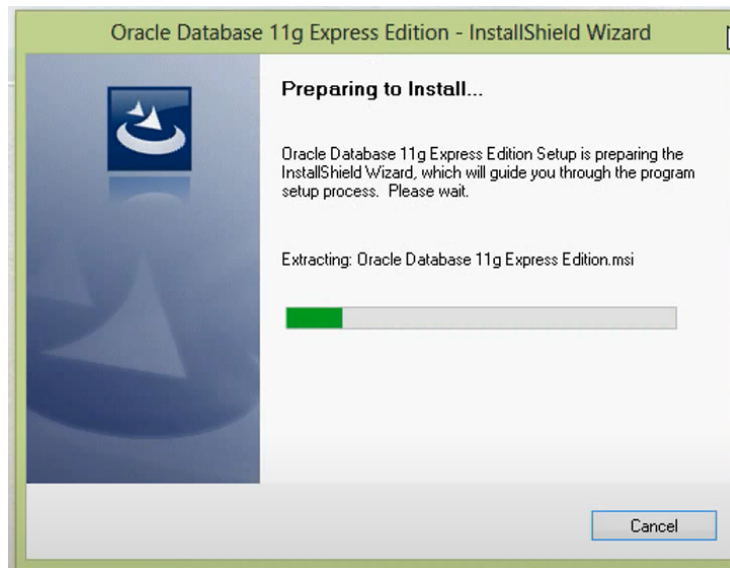 Oracle Database 11g Express Edition - InstallShield Wizard
Preparing to Install...
Oracle Database 11g Express Edition Setup is preparing the
InstallShield Wizard, which will guide you through the program
setup process. Please wait.
Extracting: Oracle Database 11g Express Edition.msi
Cancel